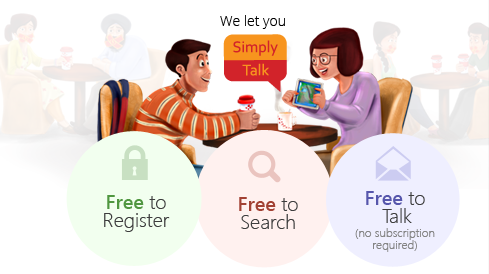 We let you
Simply
Talk
Free to
Register
Free to
Search
Free to
Talk
(no subscription
required)